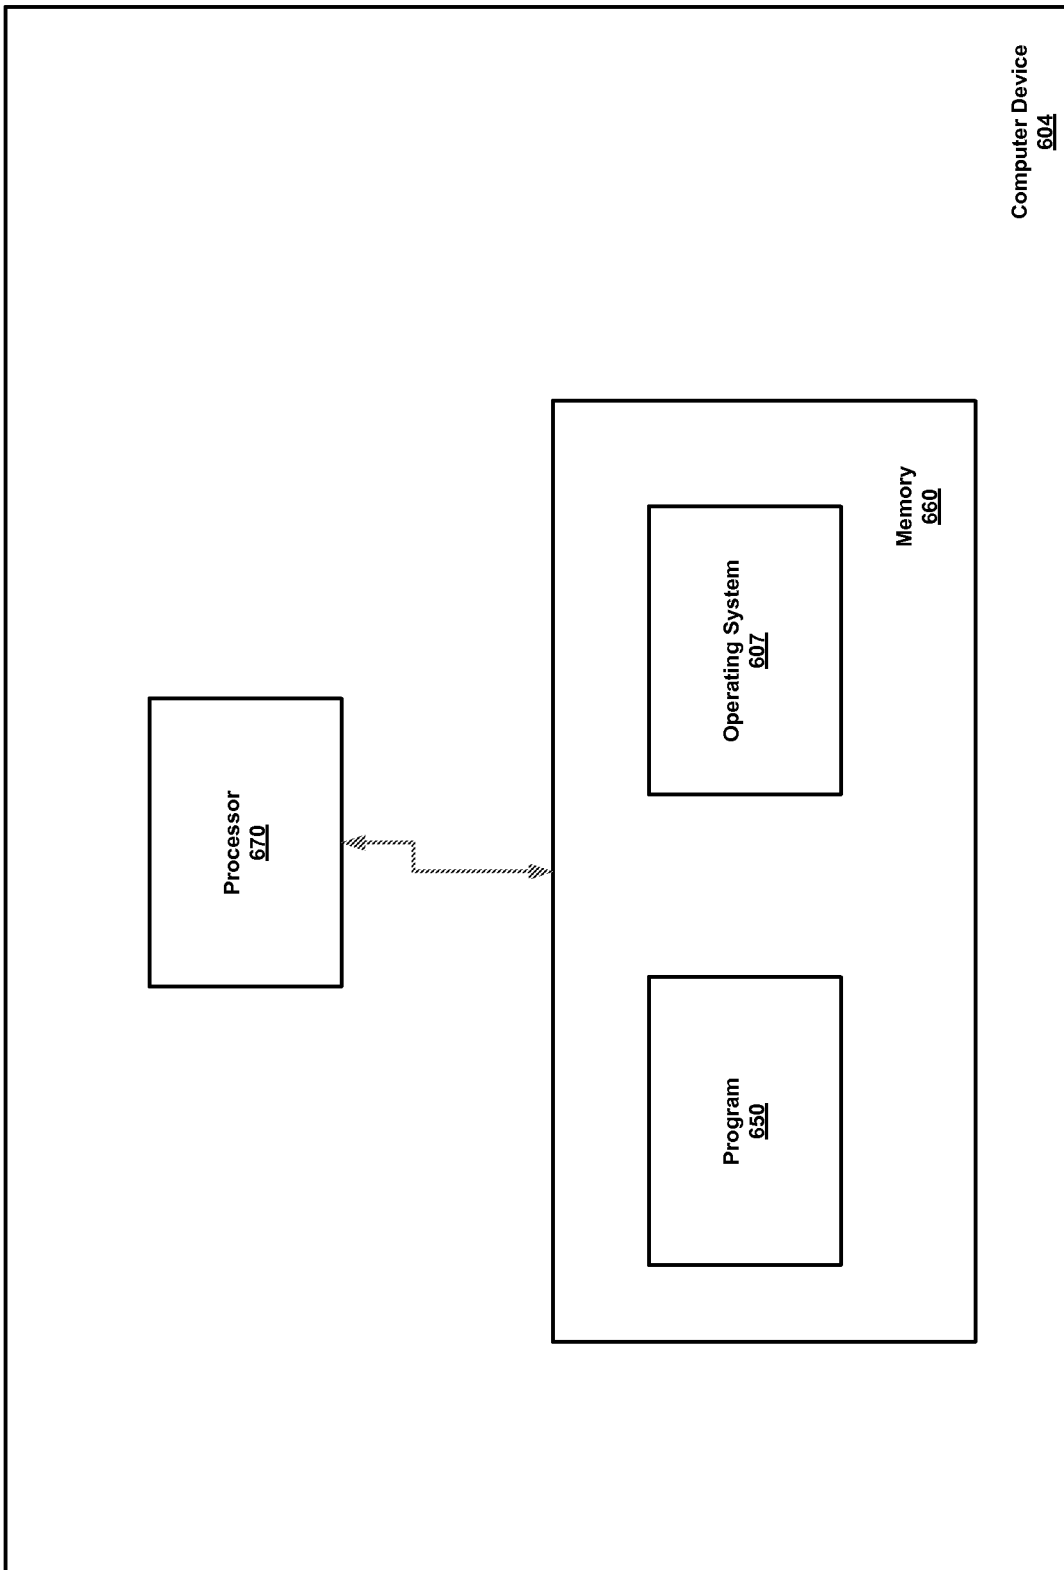 Processor
670
Program
650
Operating System
607
Memory
660
Computer Device
604